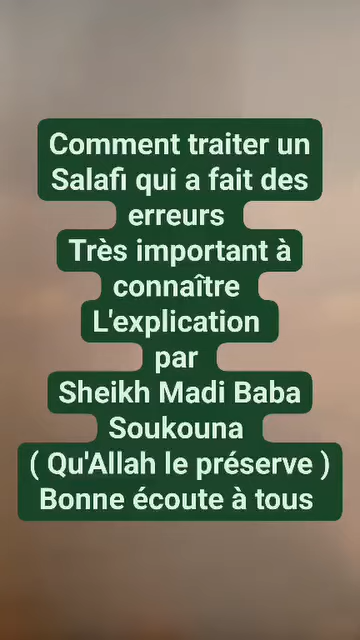 Comment traiter un
Salafi qui a fait des
erreurs
Très important à
connaître
L'explication
par
Sheikh Madi Baba
Soukouna
( Qu'Allah le préserve )
Bonne écoute à tous